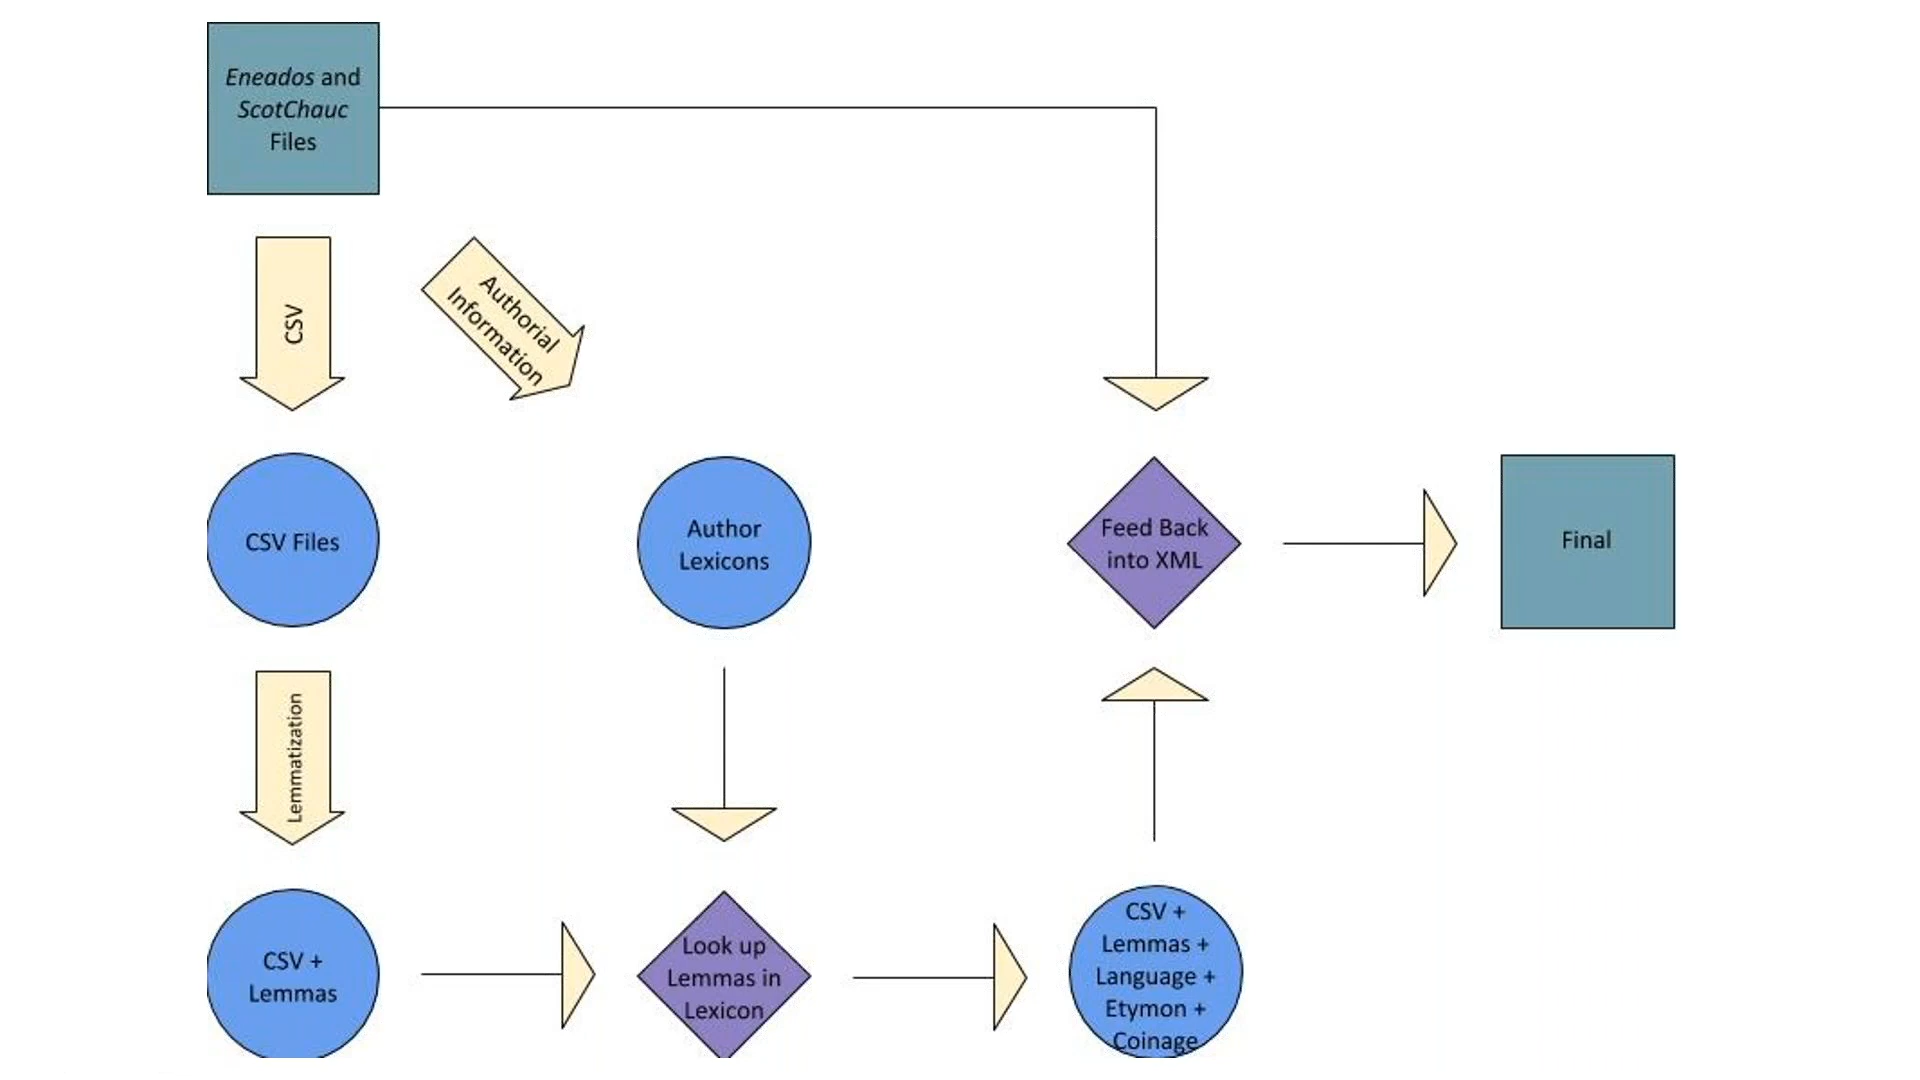 Eneados and
ScotChauc
Files
CSV
Authorial
Information
CSV Files
Author
Lexicons
Feed Back
into XML
Final
Lemmatization
CSV +
Lemmas
Look up
Lemmas in
Lexicon
CSV +
Lemmas +
Language +
Etymon +
Coinage